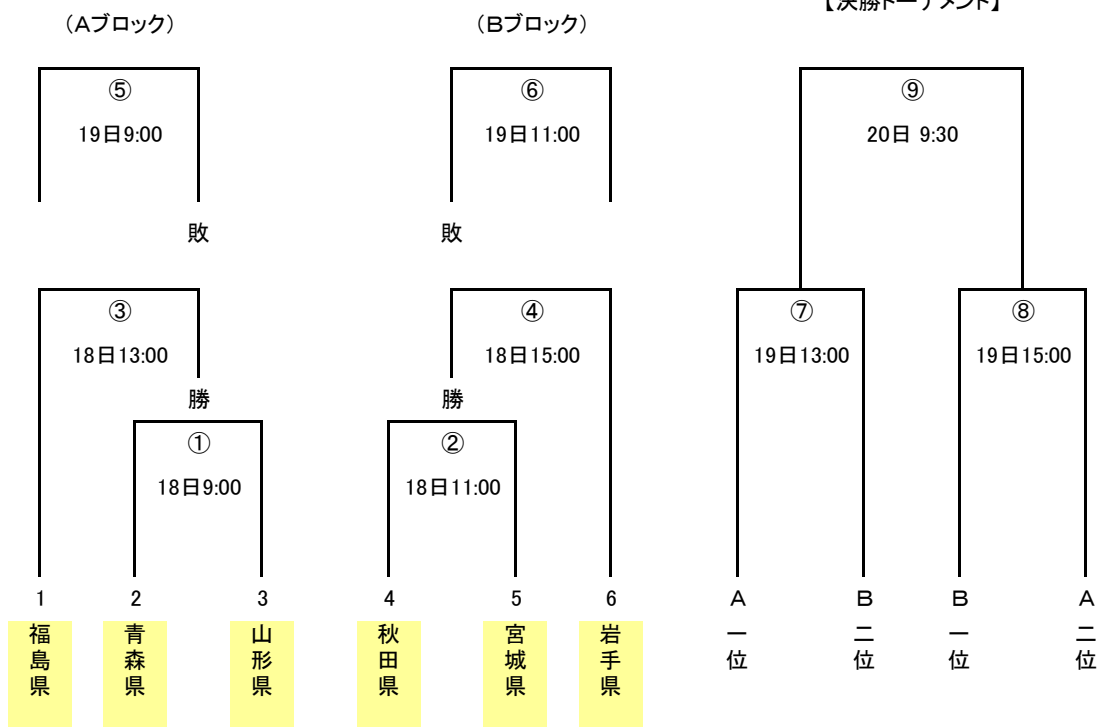 【決勝トーナメント】
（Aブロック）
（Bブロック）
⑤
19日9:00
⑥
19日11:00
⑨
20日 9:30
敗
敗
③
18日13:00
④
18日15:00
⑦
19日13:00
⑧
19日15:00
勝
勝
①
18日9:00
②
18日11:00
1
2
3
4
5
6
福島県
青森県
山形県
秋田県
宮城県
岩手県
A一位
B二位
B一位
A二位